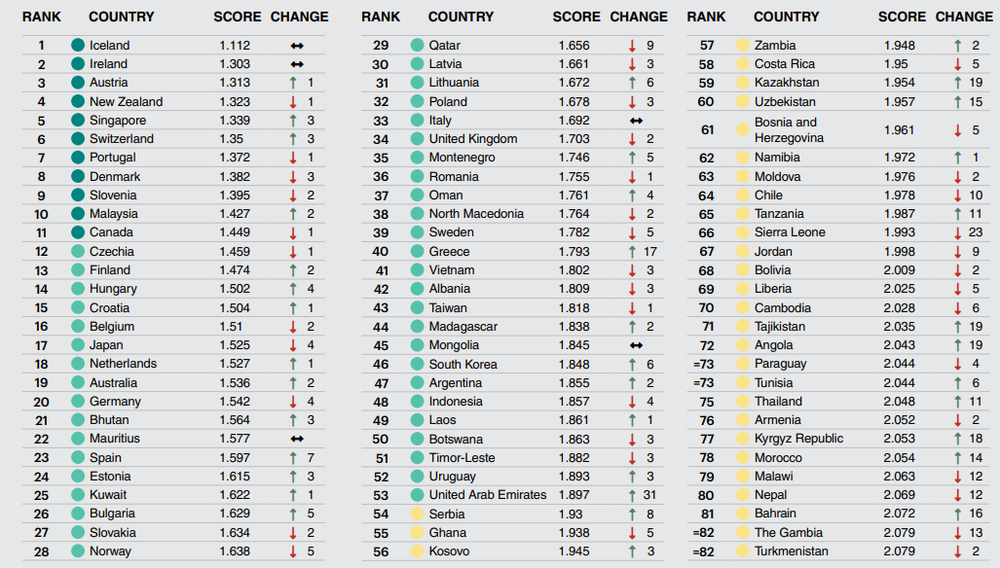 RANK COUNTRY SCORE CHANGE
1 Iceland 1.112 ↔
2 Ireland 1.303 ↔
3 Austria 1.313 ↑ 1
4 New Zealand 1.323 ↓ 1
5 Singapore 1.339 ↑ 3
6 Switzerland 1.35 ↑ 3
7 Portugal 1.372 ↓ 1
8 Denmark 1.382 ↓ 3
9 Slovenia 1.395 ↓ 2
10 Malaysia 1.427 ↑ 2
11 Canada 1.449 ↓ 1
12 Czechia 1.459 ↓ 1
13 Finland 1.474 ↑ 2
14 Hungary 1.502 ↑ 4
15 Croatia 1.504 ↑ 1
16 Belgium 1.51 ↓ 2
17 Japan 1.525 ↓ 4
18 Netherlands 1.527 ↑ 1
19 Australia 1.536 ↑ 2
20 Germany 1.542 ↓ 4
21 Bhutan 1.564 ↑ 3
22 Mauritius 1.577 ↔
23 Spain 1.597 ↑ 7
24 Estonia 1.615 ↑ 3
25 Kuwait 1.622 ↑ 1
26 Bulgaria 1.629 ↑ 5
27 Slovakia 1.634 ↓ 2
28 Norway 1.638 ↓ 5
RANK COUNTRY SCORE CHANGE
29 Qatar 1.656 ↓ 9
30 Latvia 1.661 ↓ 3
31 Lithuania 1.672 ↑ 6
32 Poland 1.678 ↓ 3
33 Italy 1.692 ↔
34 United Kingdom 1.703 ↓ 2
35 Montenegro 1.746 ↑ 5
36 Romania 1.755 ↓ 1
37 Oman 1.761 ↑ 4
38 North Macedonia 1.764 ↓ 2
39 Sweden 1.782 ↓ 5
40 Greece 1.793 ↑ 17
41 Vietnam 1.802 ↓ 3
42 Albania 1.809 ↓ 3
43 Taiwan 1.818 ↓ 1
44 Madagascar 1.838 ↑ 2
45 Mongolia 1.845 ↔
46 South Korea 1.848 ↑ 6
47 Argentina 1.855 ↑ 2
48 Indonesia 1.857 ↓ 4
49 Laos 1.861 ↑ 1
50 Botswana 1.863 ↓ 3
51 Timor-Leste 1.882 ↓ 3
52 Uruguay 1.893 ↑ 3
53 United Arab Emirates 1.897 ↑ 31
54 Serbia 1.93 ↑ 8
55 Ghana 1.938 ↓ 5
56 Kosovo 1.945 ↑ 3
RANK COUNTRY SCORE CHANGE
57 Zambia 1.948 ↑ 2
58 Costa Rica 1.95 ↓ 5
59 Kazakhstan 1.954 ↑ 19
60 Uzbekistan 1.957 ↑ 15
61 Bosnia and
Herzegovina 1.961 ↓ 5
62 Namibia 1.972 ↑ 1
63 Moldova 1.976 ↓ 2
64 Chile 1.978 ↓ 10
65 Tanzania 1.987 ↑ 11
66 Sierra Leone 1.993 ↓ 23
67 Jordan 1.998 ↓ 9
68 Bolivia 2.009 ↓ 2
69 Liberia 2.025 ↓ 5
70 Cambodia 2.028 ↓ 6
71 Tajikistan 2.035 ↑ 19
72 Angola 2.043 ↑ 19
=73 Paraguay 2.044 ↓ 4
=73 Tunisia 2.044 ↑ 6
75 Thailand 2.048 ↑ 11
76 Armenia 2.052 ↓ 2
77 Kyrgyz Republic 2.053 ↑ 18
78 Morocco 2.054 ↑ 14
79 Malawi 2.063 ↓ 12
80 Nepal 2.069 ↓ 12
81 Bahrain 2.072 ↑ 16
=82 The Gambia 2.079 ↓ 13
=82 Turkmenistan 2.079 ↓ 2